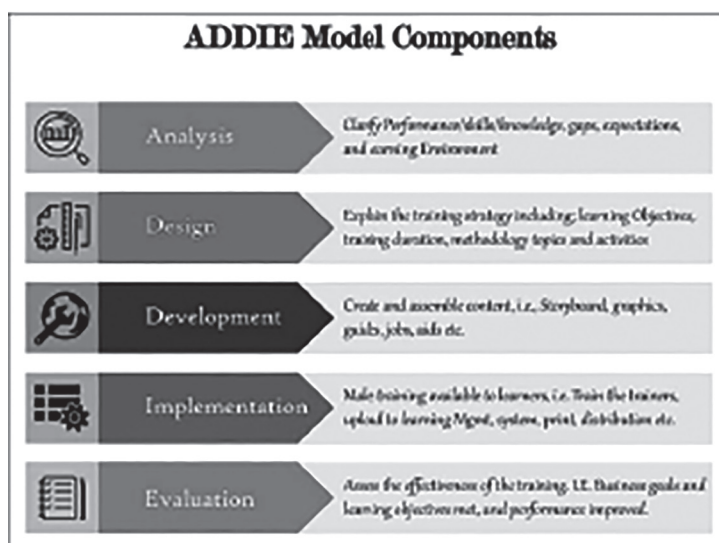 ADDIE Model Components
Analysis
Clarify Performance/skills/knowledge, gaps, expectations,
and earning Environment
Design
Explain the training strategy including; learning Objectives,
training duration, methodology topics and activities
Development
Create and assemble content, i.e., Storyboard, graphics,
guides, jobs, aids etc.
Implementation
Make training available to learners, i.e. Train the trainers,
upload to learning Mgmt, system, print, distribution etc.
Evaluation
Assess the effectiveness of the training. I.E. Business goals and
learning objectives met, and performance improved.